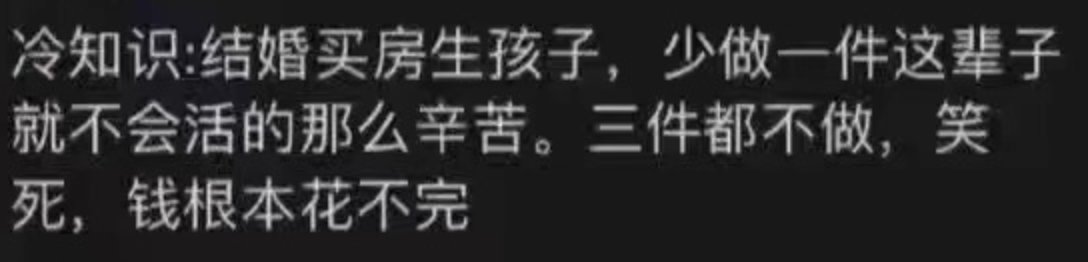 冷知识:结婚买房生孩子，少做一件这辈子
就不会活的那么辛苦。三件都不做，笑
死，钱根本花不完